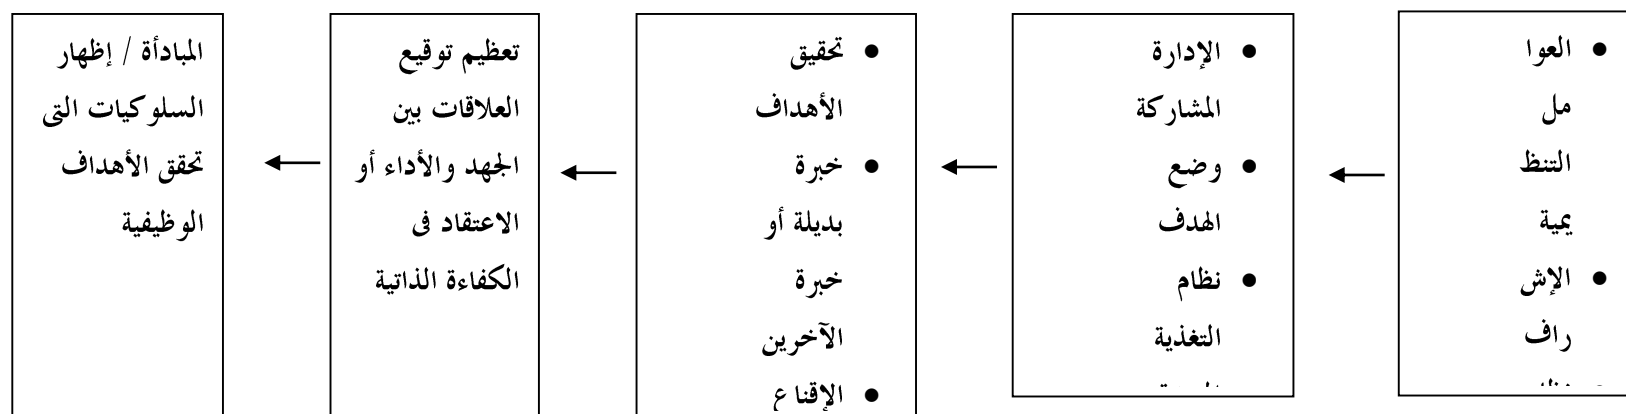 • العوا
مل
التنظ
يمية
• الإش
راف
• الإدارة
المشاركة
• وضع
الهدف
• نظام
التغذية
• تحقيق
الأهداف
• خبرة
بديلة أو
خبرة
الآخرين
• الإقناع
تعظيم توقيع
العلاقات بين
الجهد والأداء أو
الاعتقاد فى
الكفاءة الذاتية
المبادأة / إظهار
السلوكيات التى
تحقق الأهداف
الوظيفية